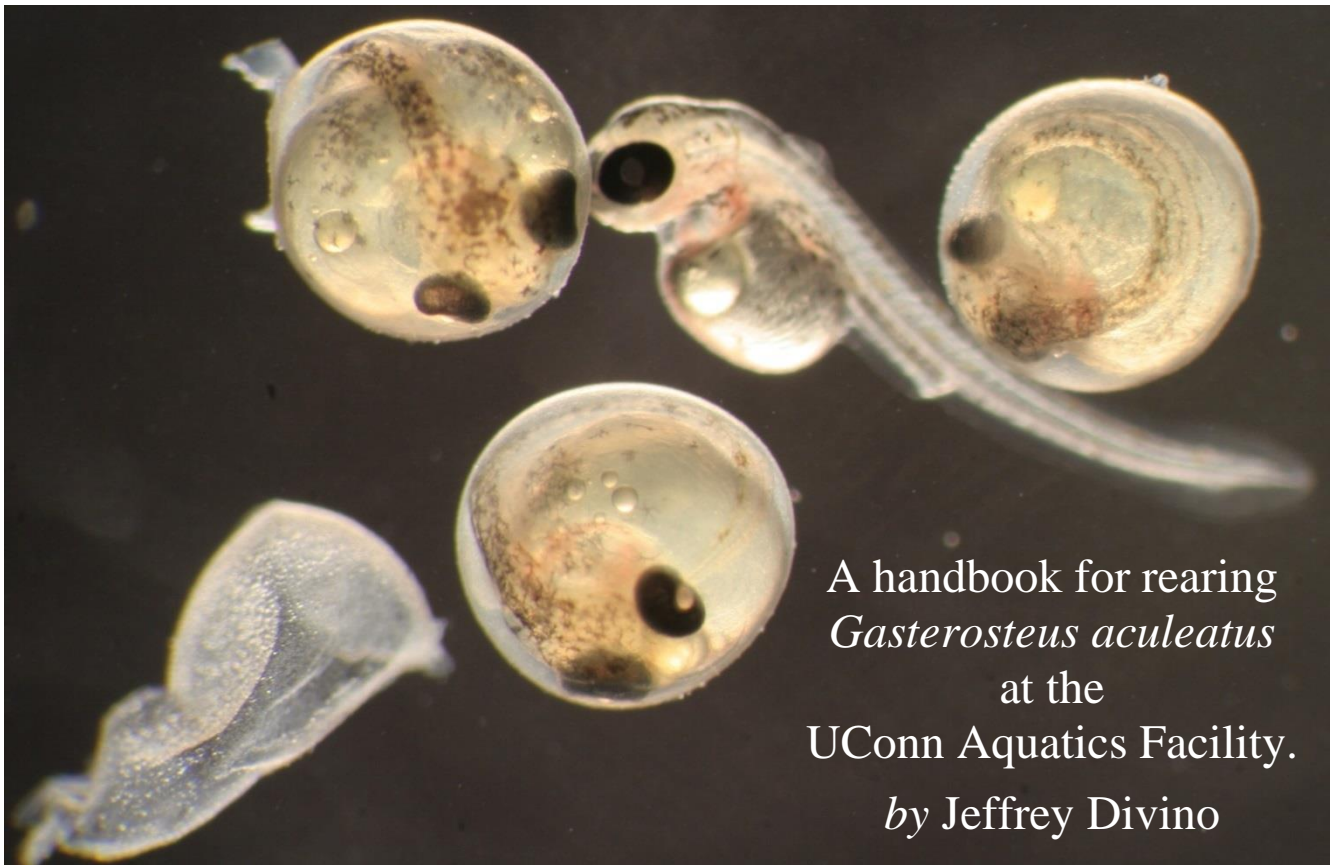 A handbook for rearing
Gasterosteus aculeatus
at the
UConn Aquatics Facility.
by Jeffrey Divino